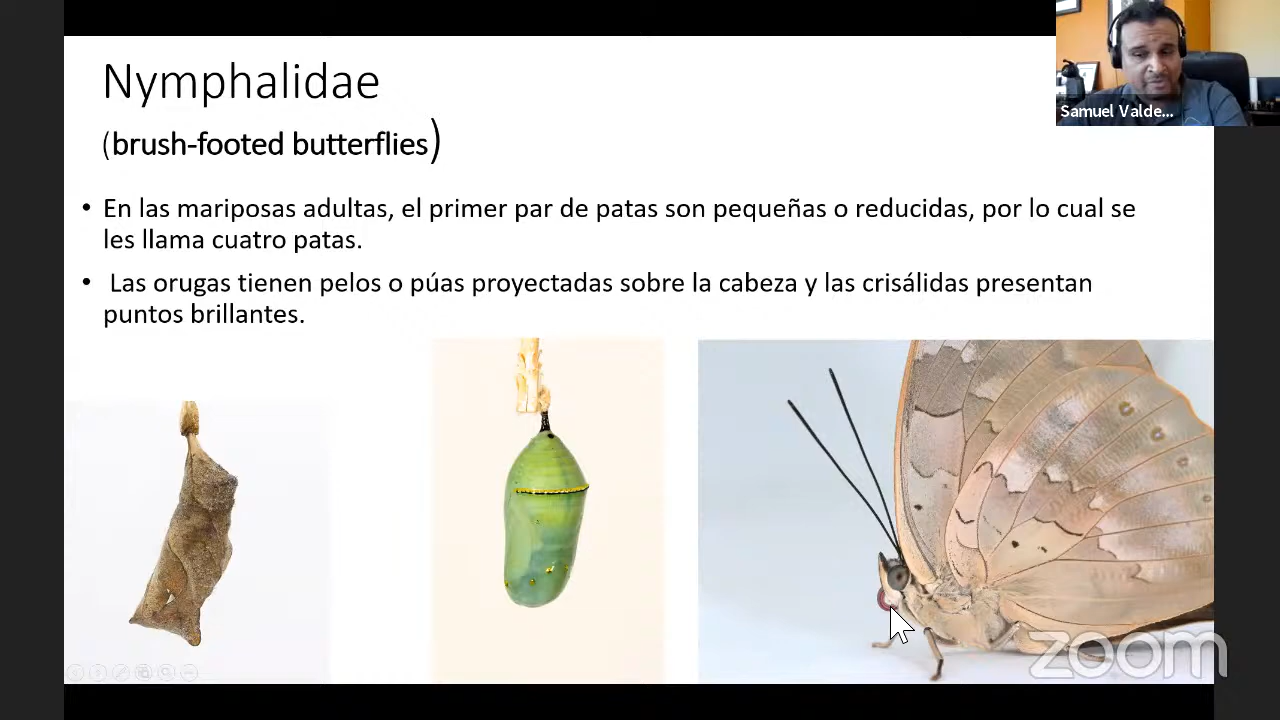 Nymphalidae
(brush-footed butterflies)
Samuel Valde...
• En las mariposas adultas, el primer par de patas son pequeñas o reducidas, por lo cual se
les llama cuatro patas.
• Las orugas tienen pelos o púas proyectadas sobre la cabeza y las crisálidas presentan
puntos brillantes.
zoom